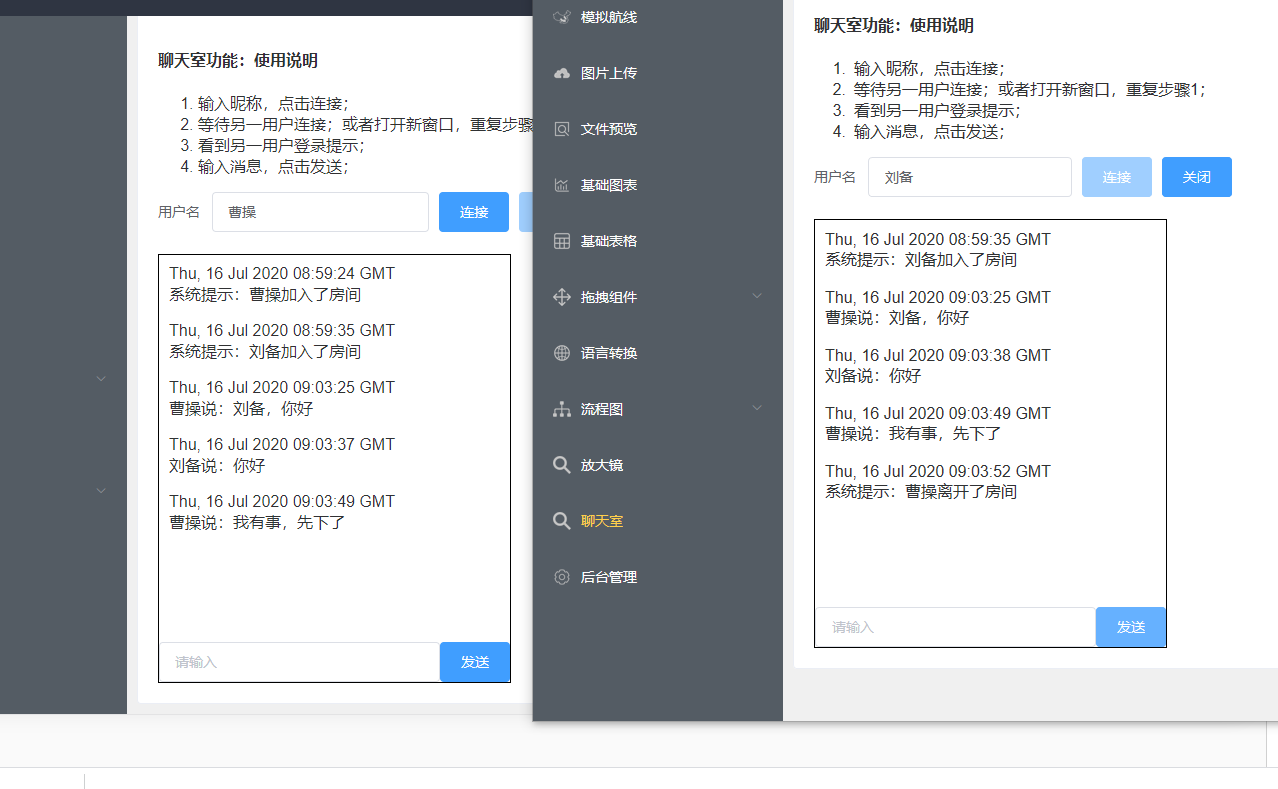 聊天室功能：使用说明
1. 输入昵称，点击连接；
2. 等待另一用户连接；或者打开新窗口，重复步骤
3. 看到另一用户登录提示；
4. 输入消息，点击发送；
用户名 曹操 连接
Thu, 16 Jul 2020 08:59:24 GMT
系统提示：曹操加入了房间
Thu, 16 Jul 2020 08:59:35 GMT
系统提示：刘备加入了房间
Thu, 16 Jul 2020 09:03:25 GMT
曹操说：刘备，你好
Thu, 16 Jul 2020 09:03:37 GMT
刘备说：你好
Thu, 16 Jul 2020 09:03:49 GMT
曹操说：我有事，先下了
请输入 发送
模拟航线
图片上传
文件预览
基础图表
基础表格
拖拽组件
语言转换
流程图
放大镜
聊天室
后台管理
聊天室功能：使用说明
1. 输入昵称，点击连接；
2. 等待另一用户连接；或者打开新窗口，重复步骤1；
3. 看到另一用户登录提示；
4. 输入消息，点击发送；
用户名 刘备 连接 关闭
Thu, 16 Jul 2020 08:59:35 GMT
系统提示：刘备加入了房间
Thu, 16 Jul 2020 09:03:25 GMT
曹操说：刘备，你好
Thu, 16 Jul 2020 09:03:38 GMT
刘备说：你好
Thu, 16 Jul 2020 09:03:49 GMT
曹操说：我有事，先下了
Thu, 16 Jul 2020 09:03:52 GMT
系统提示：曹操离开了房间
请输入 发送